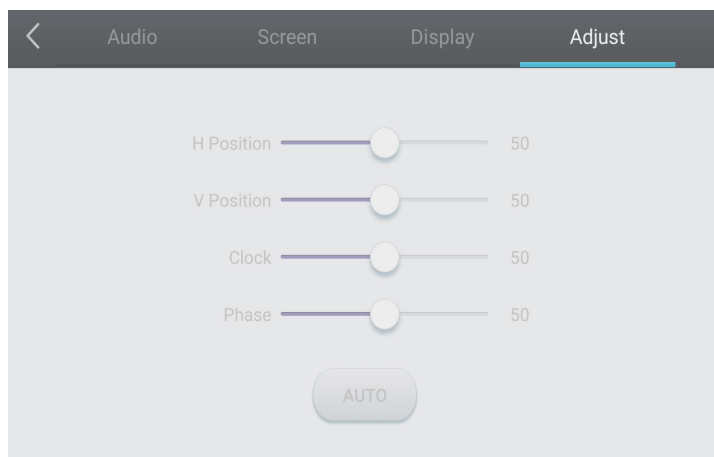 Audio Screen Display Adjust
H Position 50
V Position 50
Clock 50
Phase 50
AUTO